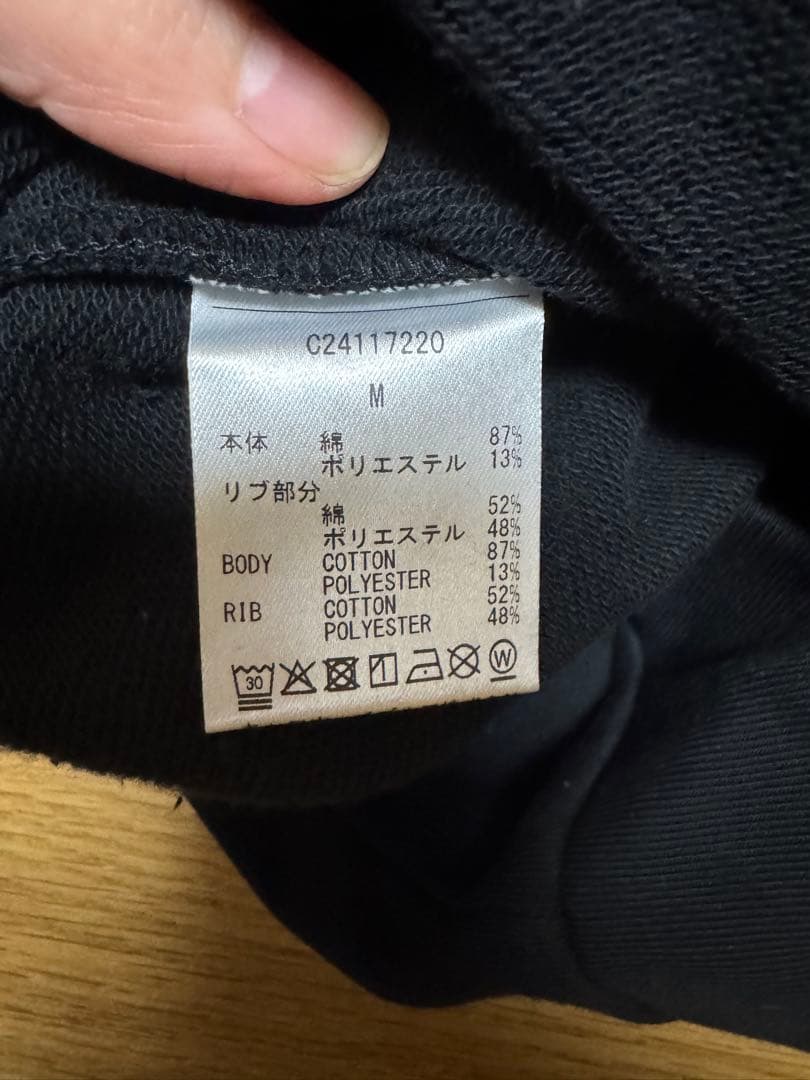 C24117220
M
本体 綿 87%
ポリエステル 13%
リブ部分
綿 52%
ポリエステル 48%
BODY COTTON 87%
POLYESTER 13%
RIB COTTON 52%
POLYESTER 48%
30 W